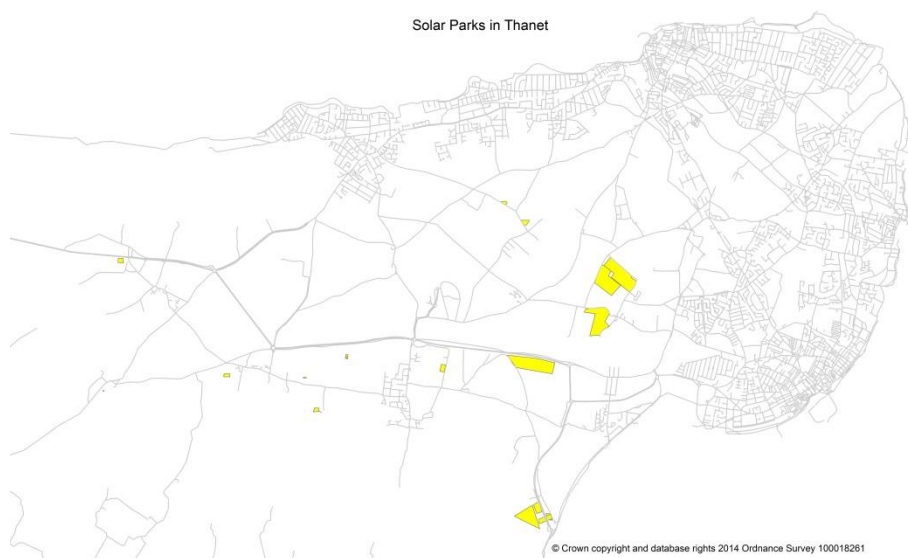 Solar Parks in Thanet
© Crown copyright and database rights 2014 Ordnance Survey 100018261